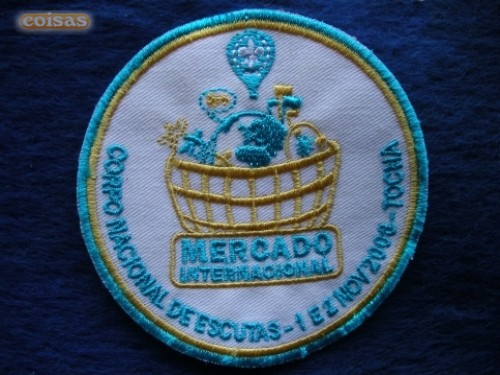 coisas
MERCADO
INTERNACIONAL
CORPO NACIONAL DE ESCUTAS - 1 E 2 NOV 2008 - TOCHA